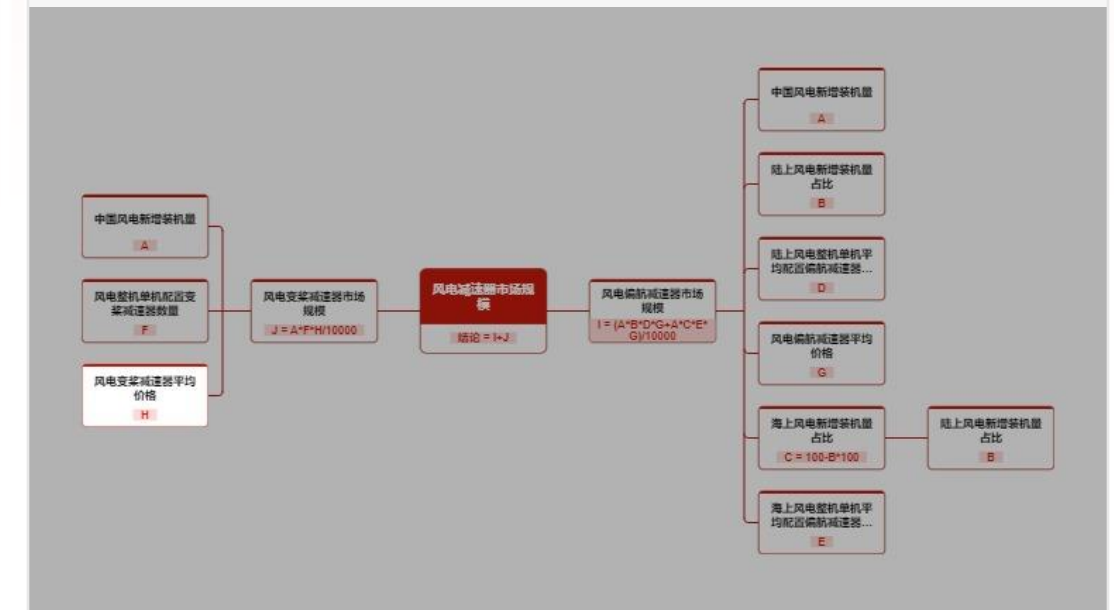 中国风电新增装机量
A
风电整机单机配置变
桨减速器数量
F
风电变桨减速器平均
价格
H
风电变桨减速器市场
规模
J = A*F*H/10000
风电减速器市场规
模
结论 = I+J
风电偏航减速器市场
规模
I = (A*B*D*G+A*C*E*
G)/10000
中国风电新增装机量
A
陆上风电新增装机量
占比
B
陆上风电整机单机平
均配置偏航减速器...
D
风电偏航减速器平均
价格
G
海上风电新增装机量
占比
C = 100-B*100
陆上风电新增装机量
占比
B
海上风电整机单机平
均配置偏航减速器...
E